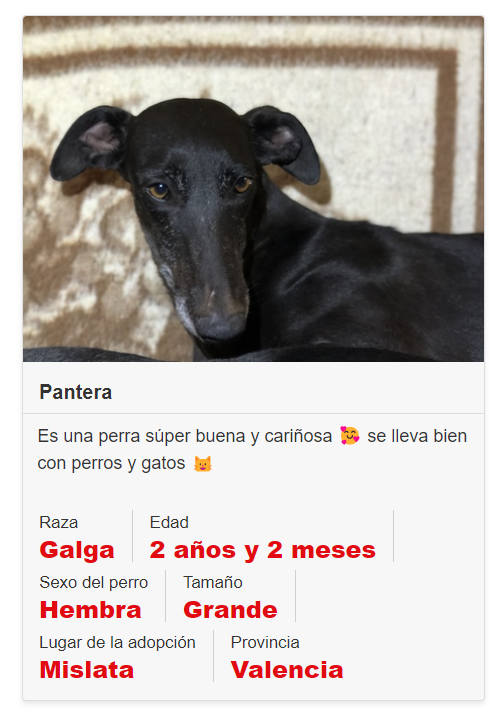 Pantera
Es una perra súper buena y cariñosa 🥰 se lleva bien
con perros y gatos 😺
Raza Edad
Galga 2 años y 2 meses
Sexo del perro Tamaño
Hembra Grande
Lugar de la adopción Provincia
Mislata Valencia